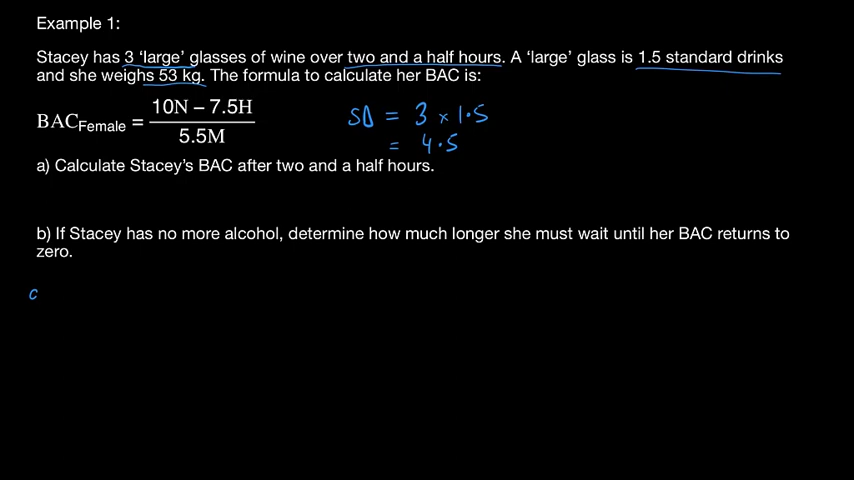 Example 1:
Stacey has 3 ‘large’ glasses of wine over two and a half hours. A ‘large’ glass is 1.5 standard drinks
and she weighs 53 kg. The formula to calculate her BAC is:
BAC_Female = (10N – 7.5H) / 5.5M
SD = 3 × 1.5
= 4.5
a) Calculate Stacey’s BAC after two and a half hours.
b) If Stacey has no more alcohol, determine how much longer she must wait until her BAC returns to
zero.
c